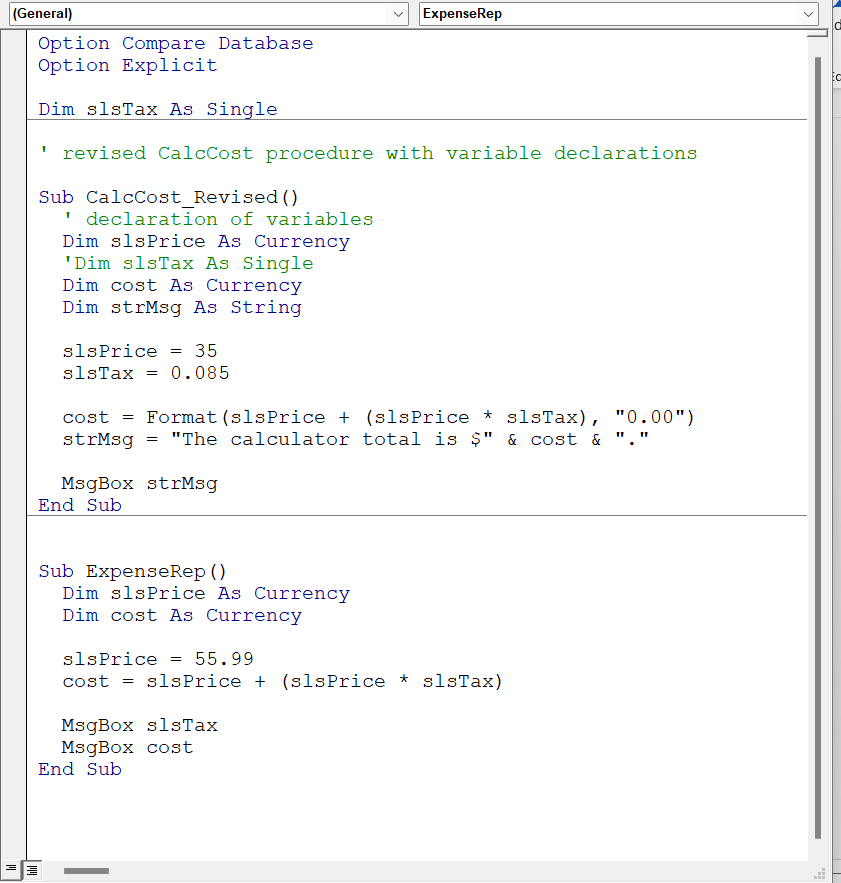 (General) ExpenseRep
Option Compare Database
Option Explicit
Dim slsTax As Single
' revised CalcCost procedure with variable declarations
Sub CalcCost_Revised()
' declaration of variables
Dim slsPrice As Currency
'Dim slsTax As Single
Dim cost As Currency
Dim strMsg As String
slsPrice = 35
slsTax = 0.085
cost = Format(slsPrice + (slsPrice * slsTax), "0.00")
strMsg = "The calculator total is $" & cost & "."
MsgBox strMsg
End Sub
Sub ExpenseRep()
Dim slsPrice As Currency
Dim cost As Currency
slsPrice = 55.99
cost = slsPrice + (slsPrice * slsTax)
MsgBox slsTax
MsgBox cost
End Sub